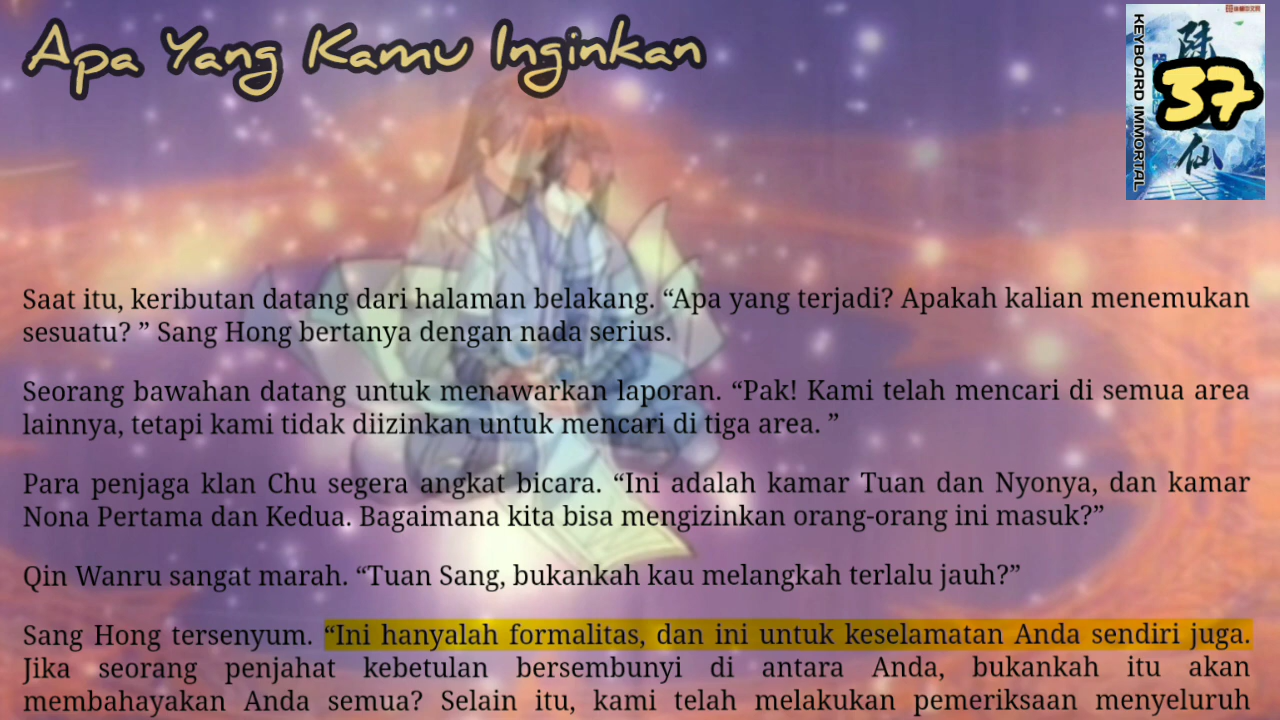 Apa Yang Kamu Inginkan
KEYBOARD IMMORTAL
37
仙
Saat itu, keributan datang dari halaman belakang. “Apa yang terjadi? Apakah kalian menemukan
sesuatu? ” Sang Hong bertanya dengan nada serius.
Seorang bawahan datang untuk menawarkan laporan. “Pak! Kami telah mencari di semua area
lainnya, tetapi kami tidak diizinkan untuk mencari di tiga area. ”
Para penjaga klan Chu segera angkat bicara. “Ini adalah kamar Tuan dan Nyonya, dan kamar
Nona Pertama dan Kedua. Bagaimana kita bisa mengizinkan orang-orang ini masuk?”
Qin Wanru sangat marah. “Tuan Sang, bukankah kau melangkah terlalu jauh?”
Sang Hong tersenyum. “Ini hanyalah formalitas, dan ini untuk keselamatan Anda sendiri juga.
Jika seorang penjahat kebetulan bersembunyi di antara Anda, bukankah itu akan
membahayakan Anda semua? Selain itu, kami telah melakukan pemeriksaan menyeluruh